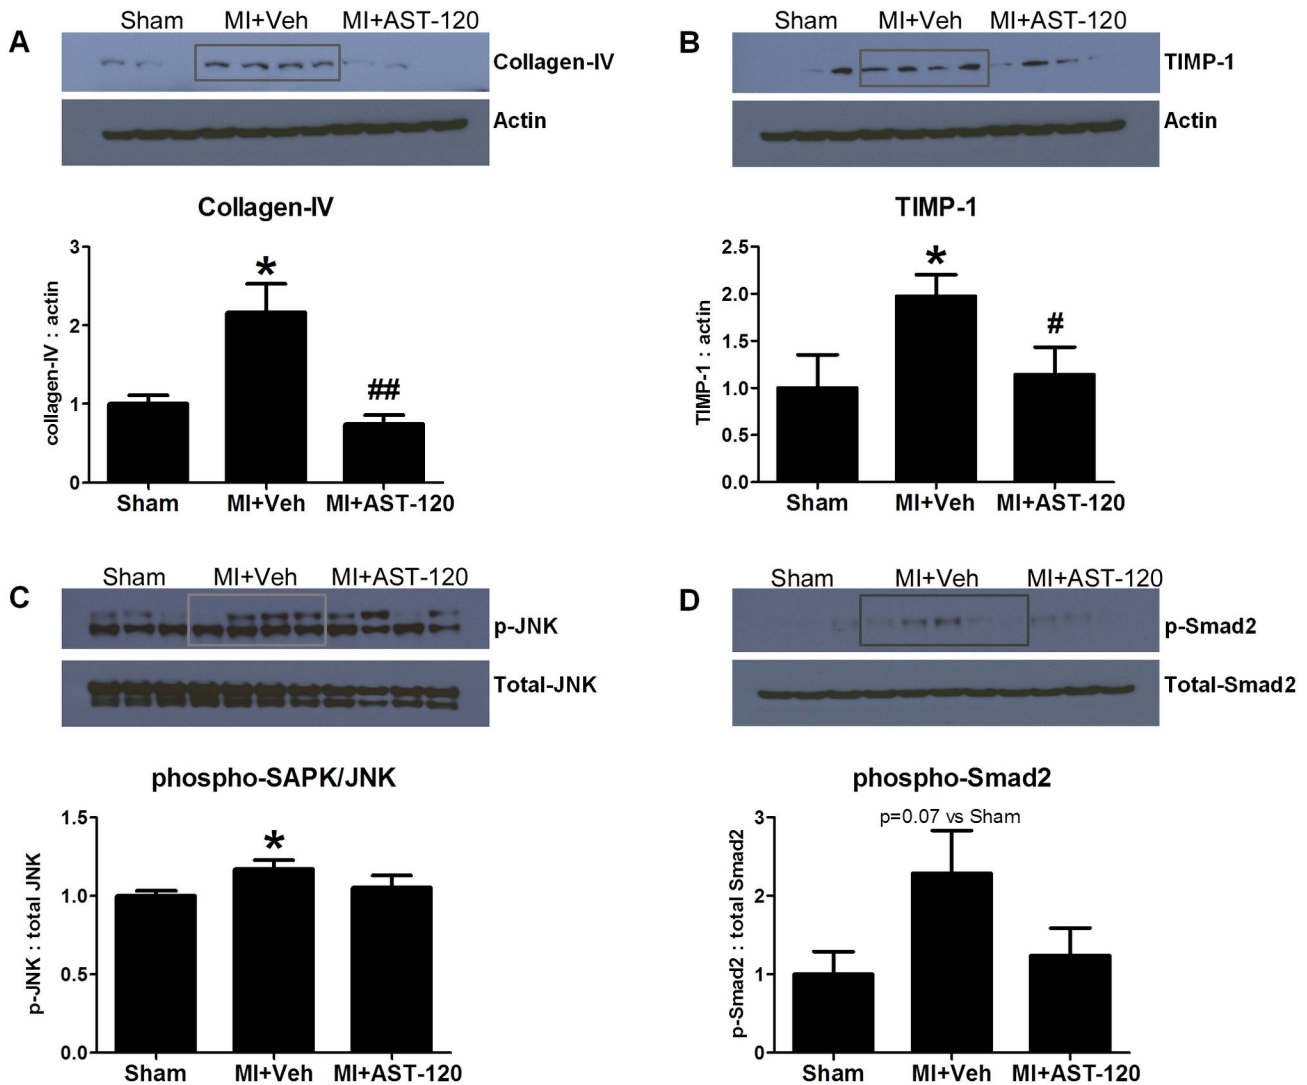 A
Sham MI+Veh MI+AST-120
Collagen-IV
Actin
Collagen-IV
collagen-IV : actin
3
2
1
0
*
##
Sham MI+Veh MI+AST-120
B
Sham MI+Veh MI+AST-120
TIMP-1
Actin
TIMP-1
TIMP-1 : actin
2.5
2.0
1.5
1.0
0.5
0.0
*
#
Sham MI+Veh MI+AST-120
C
Sham MI+Veh MI+AST-120
p-JNK
Total-JNK
phospho-SAPK/JNK
p-JNK : total JNK
1.5
1.0
0.5
0.0
*
Sham MI+Veh MI+AST-120
D
Sham MI+Veh MI+AST-120
p-Smad2
Total-Smad2
phospho-Smad2
p-Smad2 : total Smad2
3
2
1
0
p=0.07 vs Sham
Sham MI+Veh MI+AST-120